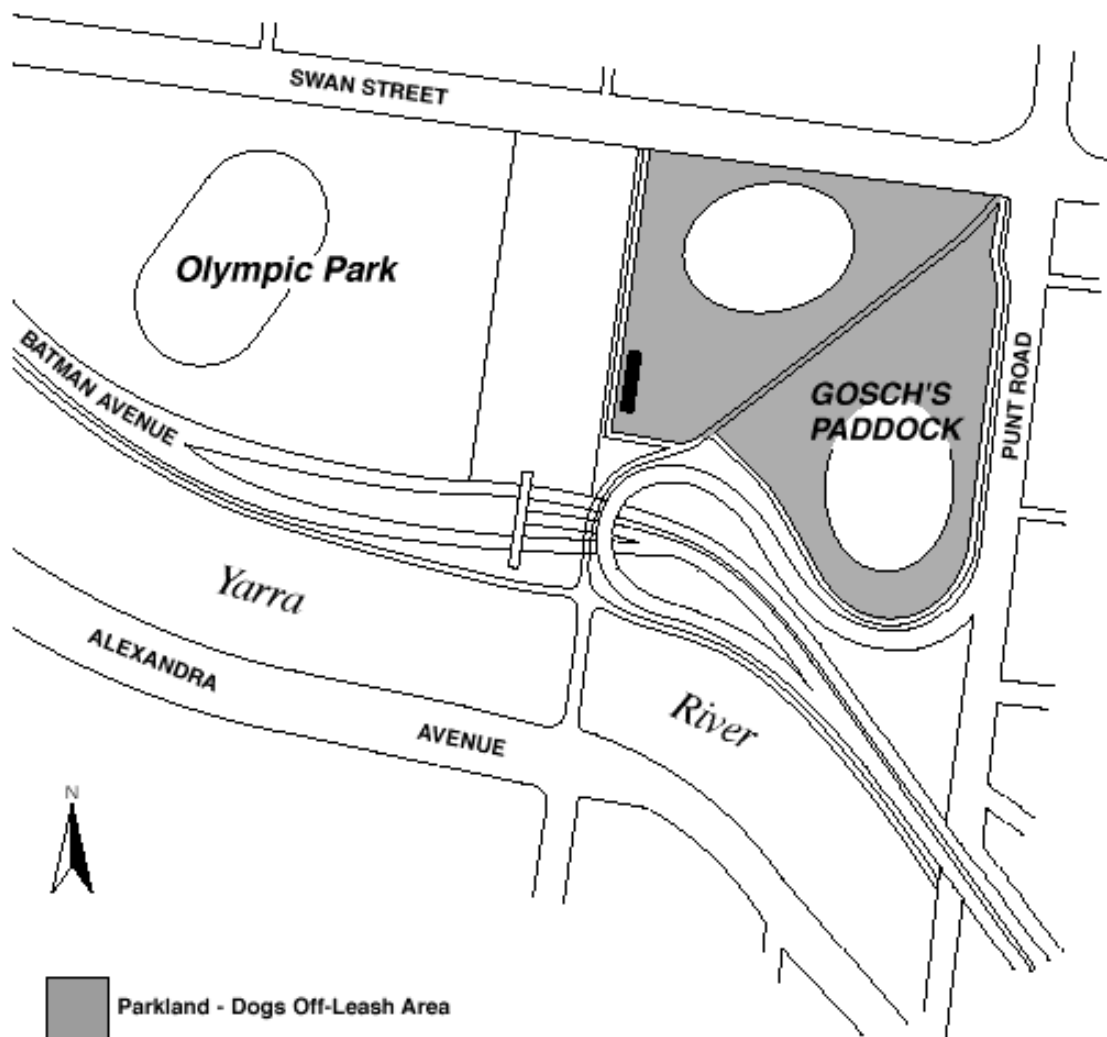 SWAN STREET
Olympic Park
BATMAN AVENUE
GOSCH'S
PADDOCK
PUNT ROAD
Yarra
River
ALEXANDRA
AVENUE
N
Parkland - Dogs Off-Leash Area